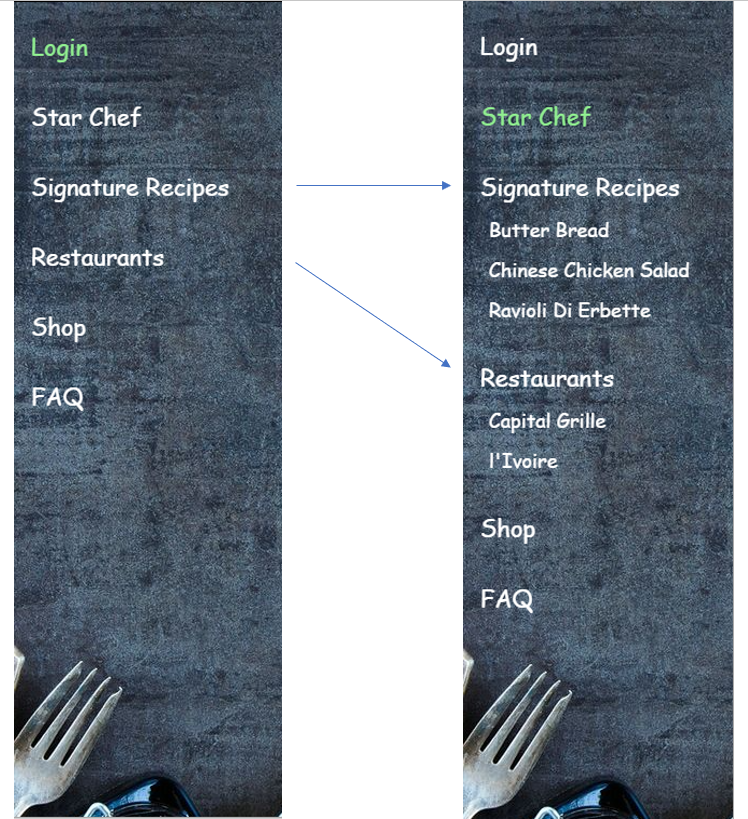 Login
Star Chef
Signature Recipes
Restaurants
Shop
FAQ
Login
Star Chef
Signature Recipes
Butter Bread
Chinese Chicken Salad
Ravioli Di Erbette
Restaurants
Capital Grille
l'Ivoire
Shop
FAQ